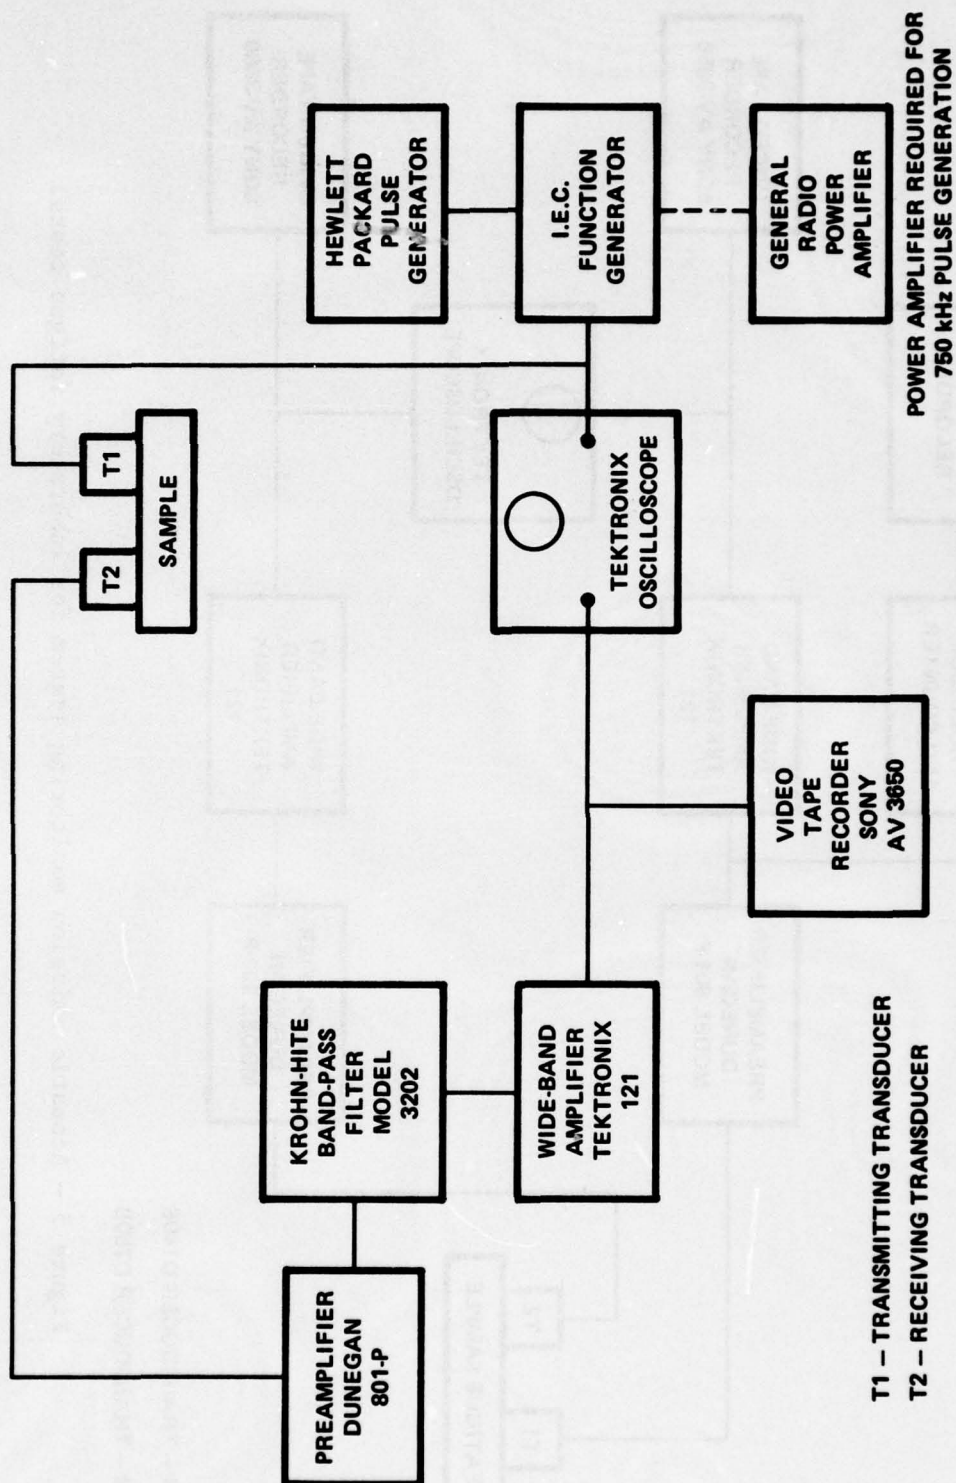 T2
T1
SAMPLE
HEWLETT
PACKARD
PULSE
GENERATOR
PREAMPLIFIER
DUNEGAN
801-P
KROHN-HITE
BAND-PASS
FILTER
MODEL
3202
WIDE-BAND
AMPLIFIER
TEKTRONIX
121
TEKTRONIX
OSCILLOSCOPE
I.E.C.
FUNCTION
GENERATOR
VIDEO
TAPE
RECORDER
SONY
AV 3650
GENERAL
RADIO
POWER
AMPLIFIER
POWER AMPLIFIER REQUIRED FOR
750 kHz PULSE GENERATION
T1 – TRANSMITTING TRANSDUCER
T2 – RECEIVING TRANSDUCER